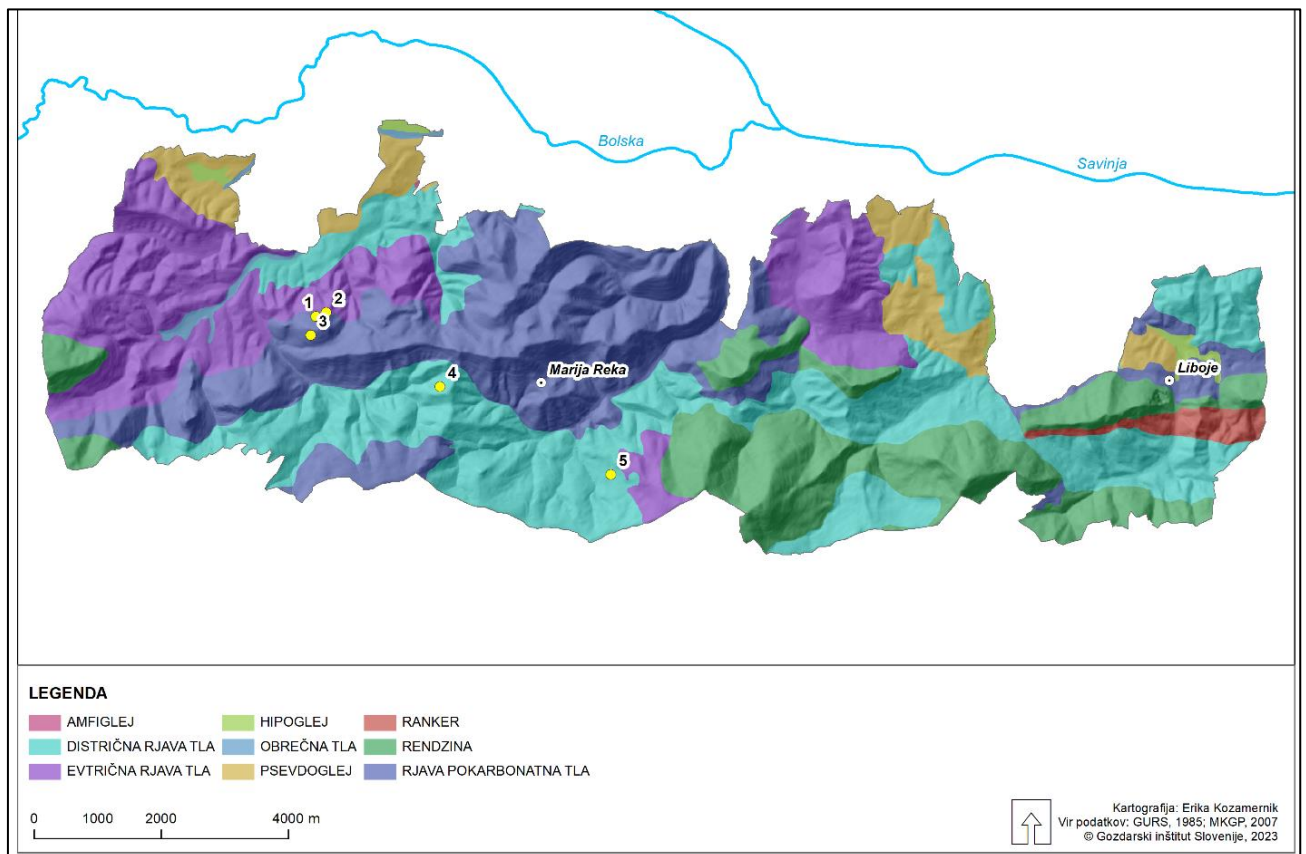 Bolska
Savinja
1
2
3
4
Marija Reka
Liboje
5
LEGENDA
AMFIGLEJ
HIPOGLEJ
RANKER
DISTRIČNA RJAVA TLA
OBREČNA TLA
RENDZINA
EVTRIČNA RJAVA TLA
PSEVDOGLEJ
RJAVA POKARBONATNA TLA
0 1000 2000 4000 m
Kartografija: Erika Kozamernik
Vir podatkov: GURS, 1985; MKGP, 2007
© Gozdarski inštitut Slovenije, 2023